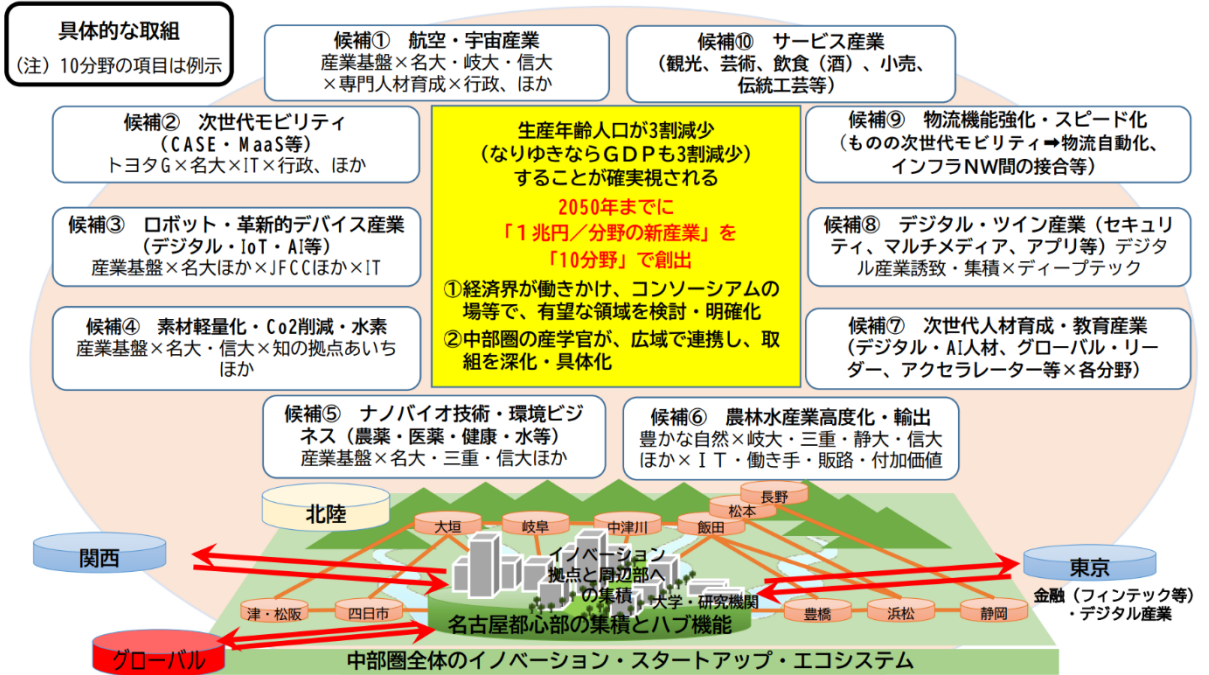 具体的な取組
(注) 10分野の項目は例示
候補① 航空・宇宙産業
産業基盤×名大・岐大・信大
×専門人材育成×行政、ほか
候補⑩ サービス産業
(観光、芸術、飲食(酒)、小売、
伝統工芸等)
候補② 次世代モビリティ
(CASE・MaaS等)
トヨタG×名大×IT×行政、ほか
候補⑨ 物流機能強化・スピード化
(ものの次世代モビリティ➡物流自動化、
インフラNW間の接合等)
候補③ ロボット・革新的デバイス産業
(デジタル・IoT・AI等)
産業基盤×名大ほか×JFCCほか×IT
候補⑧ デジタル・ツイン産業(セキュリ
ティ、マルチメディア、アプリ等)デジタ
ル産業誘致・集積×ディープテック
候補④ 素材軽量化・Co2削減・水素
産業基盤×名大・信大×知の拠点あいち
ほか
候補⑦ 次世代人材育成・教育産業
(デジタル・AI人材、グローバル・リー
ダー、アクセラレーター等×各分野)
候補⑤ ナノバイオ技術・環境ビジ
ネス(農薬・医薬・健康・水等)
産業基盤×名大・三重・信大ほか
候補⑥ 農林水産業高度化・輸出
豊かな自然×岐大・三重・静大・信大
ほか×IT・働き手・販路・付加価値
生産年齢人口が3割減少
(なりゆきならGDPも3割減少)
することが確実視される
2050年までに
「1兆円/分野の新産業」を
「10分野」で創出
①経済界が働きかけ、コンソーシアムの
場等で、有望な領域を検討・明確化
②中部圏の産学官が、広域で連携し、取
組を深化・具体化
北陸
関西
グローバル
東京
金融(フィンテック等)
・デジタル産業
大垣
岐阜
中津川
飯田
松本
長野
津・松阪
四日市
豊橋
浜松
静岡
イノベーション
拠点と周辺部へ
の集積
大学・研究機関
名古屋都心部の集積とハブ機能
中部圏全体のイノベーション・スタートアップ・エコシステム